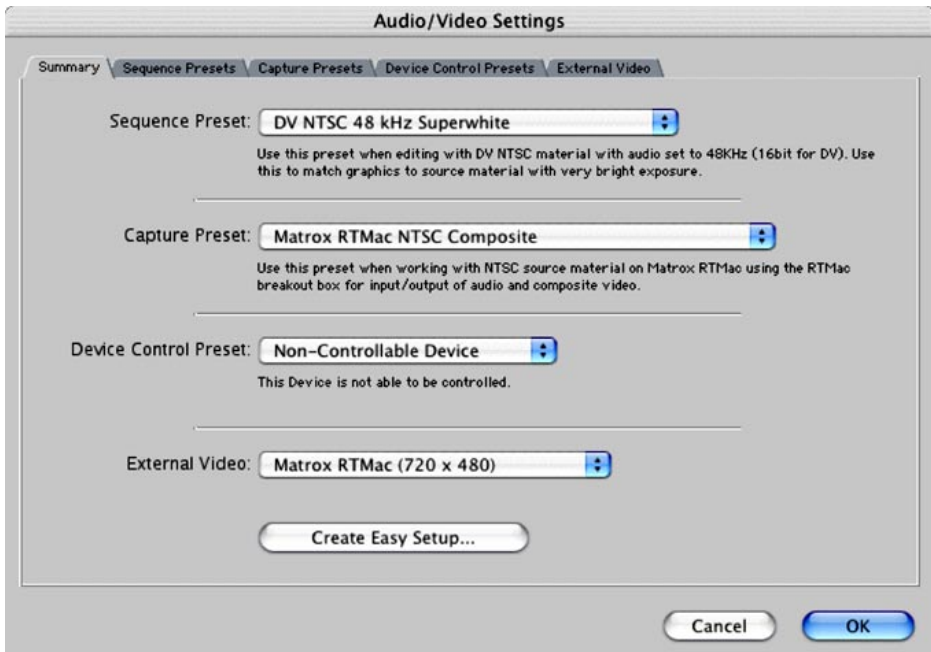 Audio/Video Settings
Summary Sequence Presets Capture Presets Device Control Presets External Video
Sequence Preset: DV NTSC 48 kHz Superwhite
Use this preset when editing with DV NTSC material with audio set to 48KHz (16bit for DV). Use
this to match graphics to source material with very bright exposure.
Capture Preset: Matrox RTMac NTSC Composite
Use this preset when working with NTSC source material on Matrox RTMac using the RTMac
breakout box for input/output of audio and composite video.
Device Control Preset: Non-Controllable Device
This Device is not able to be controlled.
External Video: Matrox RTMac (720 x 480)
Create Easy Setup...
Cancel OK